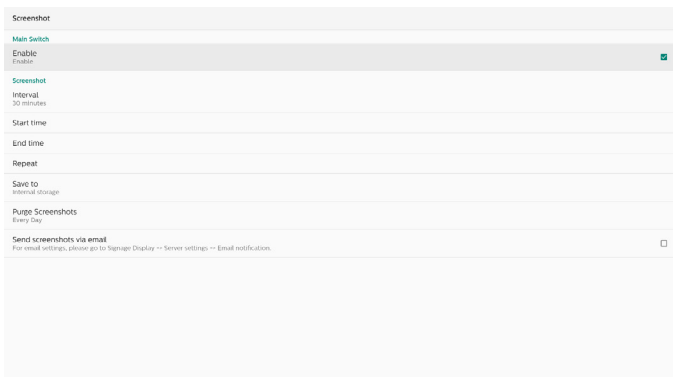 Screenshot
Main Switch
Enable
Enable
Screenshot
Interval
30 minutes
Start time
End time
Repeat
Save to
Internal storage
Purge Screenshots
Every Day
Send screenshots via email
For email settings, please go to Signage Display -- Server settings -- Email notification